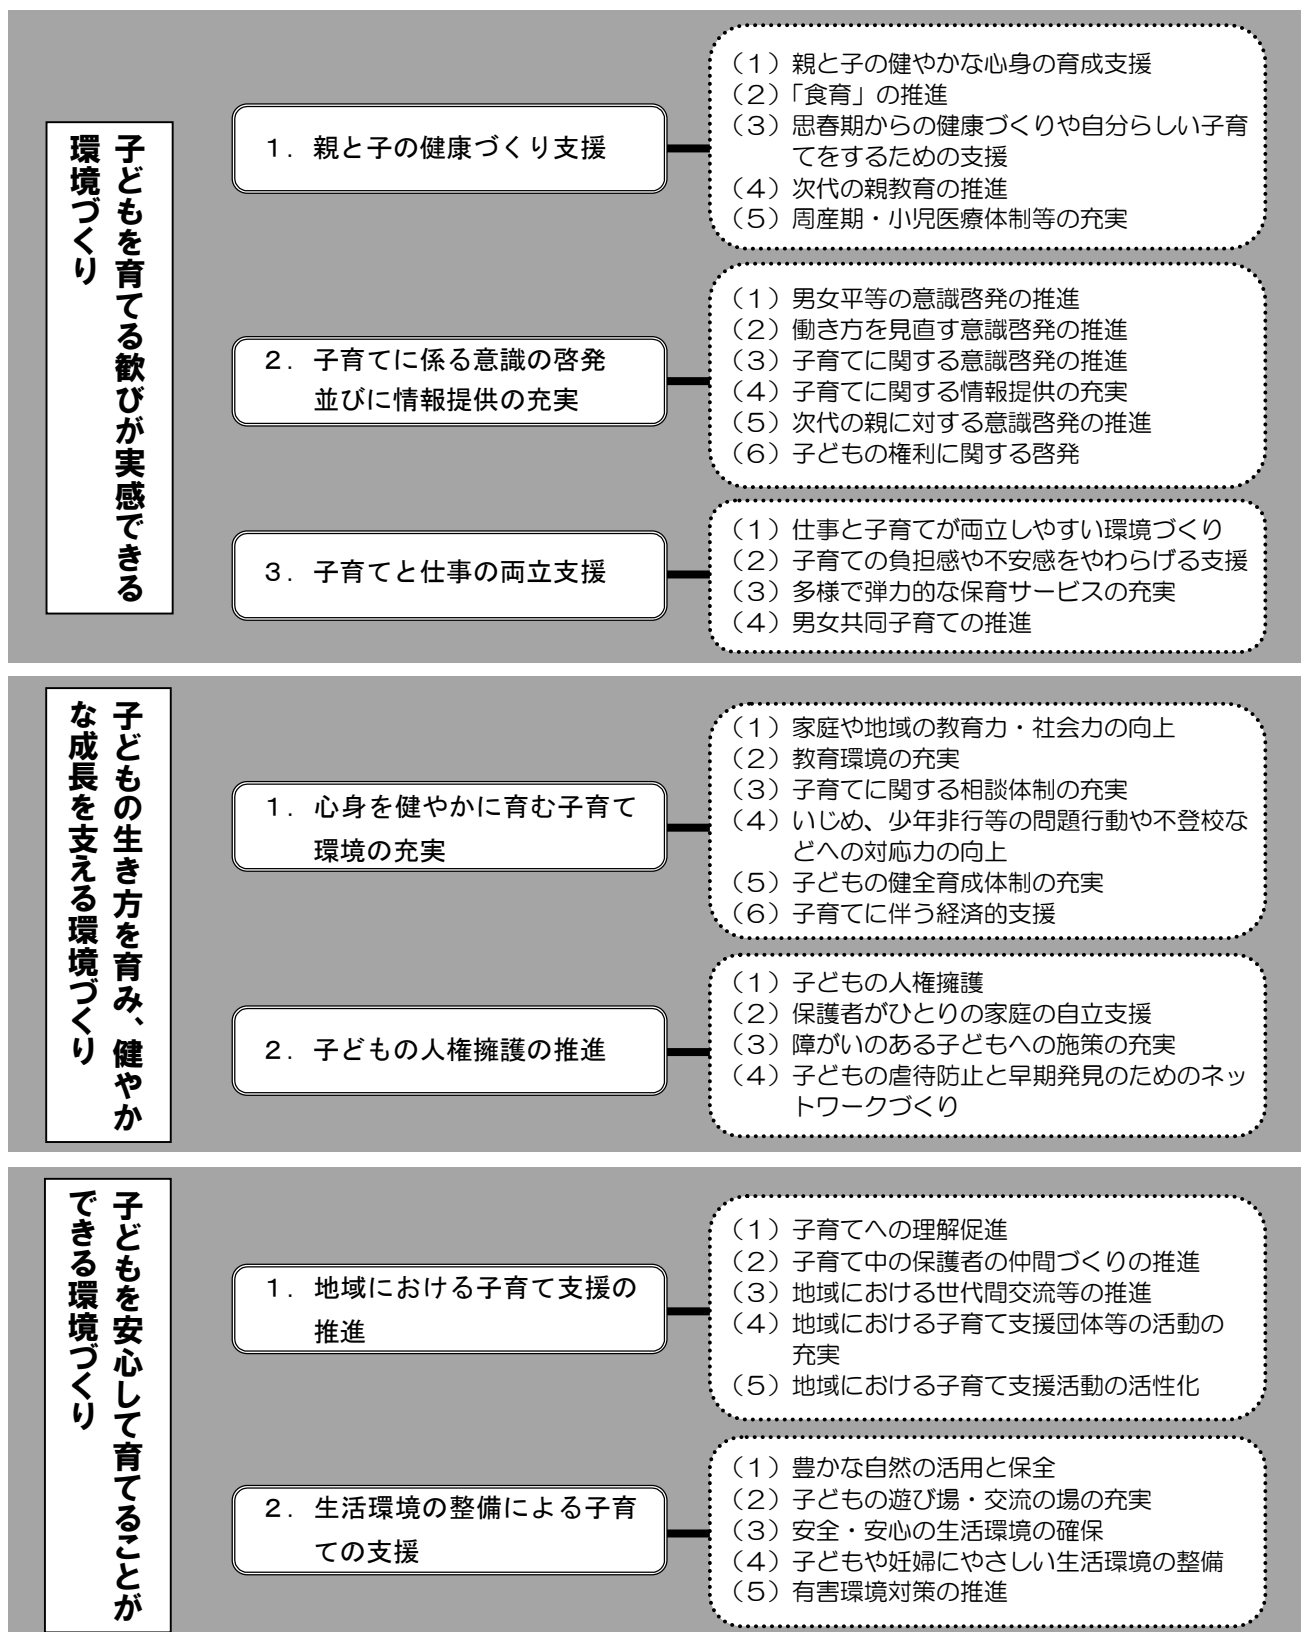 子どもを育てる歓びが実感できる
環境づくり
１．親と子の健康づくり支援
（１）親と子の健やかな心身の育成支援
（２）「食育」の推進
（３）思春期からの健康づくりや自分らしい子育
てをするための支援
（４）次代の親教育の推進
（５）周産期・小児医療体制等の充実
２．子育てに係る意識の啓発
並びに情報提供の充実
（１）男女平等の意識啓発の推進
（２）働き方を見直す意識啓発の推進
（３）子育てに関する意識啓発の推進
（４）子育てに関する情報提供の充実
（５）次代の親に対する意識啓発の推進
（６）子どもの権利に関する啓発
３．子育てと仕事の両立支援
（１）仕事と子育てが両立しやすい環境づくり
（２）子育ての負担感や不安感をやわらげる支援
（３）多様で弾力的な保育サービスの充実
（４）男女共同子育ての推進
子どもの生き方を育み、健やか
な成長を支える環境づくり
１．心身を健やかに育む子育て
環境の充実
（１）家庭や地域の教育力・社会力の向上
（２）教育環境の充実
（３）子育てに関する相談体制の充実
（４）いじめ、少年非行等の問題行動や不登校な
どへの対応力の向上
（５）子どもの健全育成体制の充実
（６）子育てに伴う経済的支援
２．子どもの人権擁護の推進
（１）子どもの人権擁護
（２）保護者がひとりの家庭の自立支援
（３）障がいのある子どもへの施策の充実
（４）子どもの虐待防止と早期発見のためのネッ
トワークづくり
子どもを安心して育てることが
できる環境づくり
１．地域における子育て支援の
推進
（１）子育てへの理解促進
（２）子育て中の保護者の仲間づくりの推進
（３）地域における世代間交流等の推進
（４）地域における子育て支援団体等の活動の
充実
（５）地域における子育て支援活動の活性化
２．生活環境の整備による子育
ての支援
（１）豊かな自然の活用と保全
（２）子どもの遊び場・交流の場の充実
（３）安全・安心の生活環境の確保
（４）子どもや妊婦にやさしい生活環境の整備
（５）有害環境対策の推進